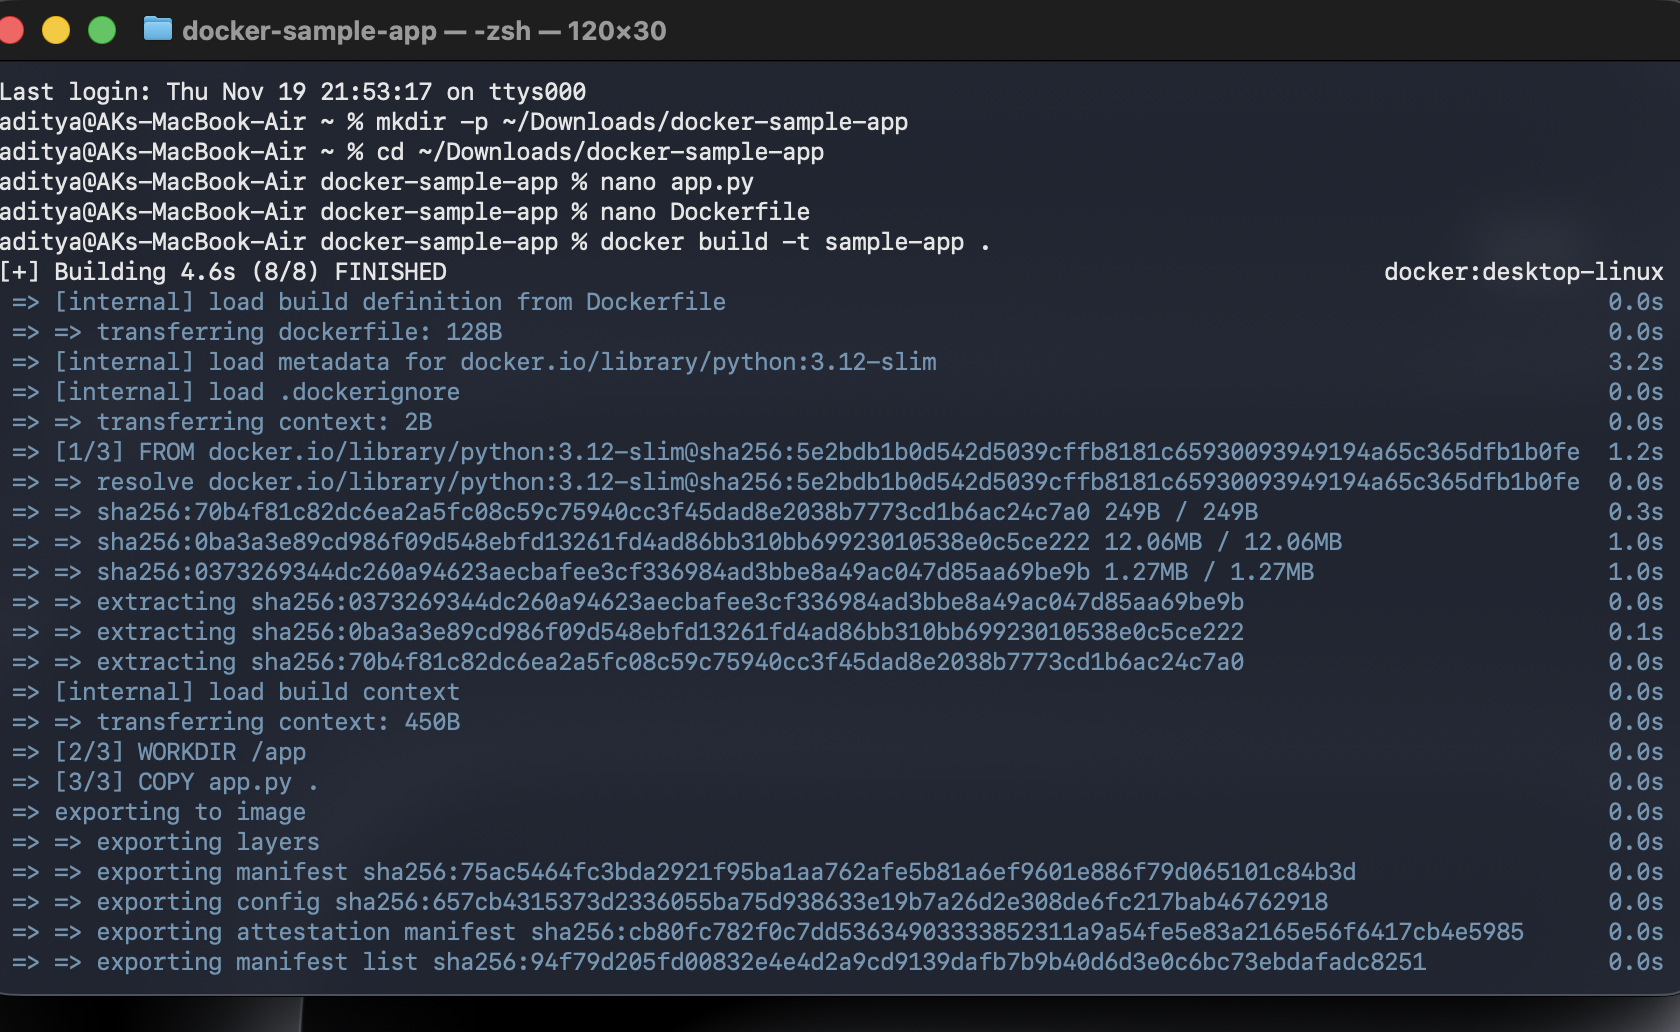 docker-sample-app — -zsh — 120×30
Last login: Thu Nov 19 21:53:17 on ttys000
aditya@AKs-MacBook-Air ~ % mkdir -p ~/Downloads/docker-sample-app
aditya@AKs-MacBook-Air ~ % cd ~/Downloads/docker-sample-app
aditya@AKs-MacBook-Air docker-sample-app % nano app.py
aditya@AKs-MacBook-Air docker-sample-app % nano Dockerfile
aditya@AKs-MacBook-Air docker-sample-app % docker build -t sample-app .
[+] Building 4.6s (8/8) FINISHED docker:desktop-linux
=> [internal] load build definition from Dockerfile 0.0s
=> => transferring dockerfile: 128B 0.0s
=> [internal] load metadata for docker.io/library/python:3.12-slim 3.2s
=> [internal] load .dockerignore 0.0s
=> => transferring context: 2B 0.0s
=> [1/3] FROM docker.io/library/python:3.12-slim@sha256:5e2bdb1b0d542d5039cffb8181c65930093949194a65c365dfb1b0fe 1.2s
=> => resolve docker.io/library/python:3.12-slim@sha256:5e2bdb1b0d542d5039cffb8181c65930093949194a65c365dfb1b0fe 0.0s
=> => sha256:70b4f81c82dc6ea2a5fc08c59c75940cc3f45dad8e2038b7773cd1b6ac24c7a0 249B / 249B 0.3s
=> => sha256:0ba3a3e89cd986f09d548ebfd13261fd4ad86bb310bb69923010538e0c5ce222 12.06MB / 12.06MB 1.0s
=> => sha256:0373269344dc260a94623aecbafee3cf336984ad3bbe8a49ac047d85aa69be9b 1.27MB / 1.27MB 1.0s
=> => extracting sha256:0373269344dc260a94623aecbafee3cf336984ad3bbe8a49ac047d85aa69be9b 0.0s
=> => extracting sha256:0ba3a3e89cd986f09d548ebfd13261fd4ad86bb310bb69923010538e0c5ce222 0.1s
=> => extracting sha256:70b4f81c82dc6ea2a5fc08c59c75940cc3f45dad8e2038b7773cd1b6ac24c7a0 0.0s
=> [internal] load build context 0.0s
=> => transferring context: 450B 0.0s
=> [2/3] WORKDIR /app 0.0s
=> [3/3] COPY app.py . 0.0s
=> exporting to image 0.0s
=> => exporting layers 0.0s
=> => exporting manifest sha256:75ac5464fc3bda2921f95ba1aa762afe5b81a6ef9601e886f79d065101c84b3d 0.0s
=> => exporting config sha256:657cb4315373d2336055ba75d938633e19b7a26d2e308de6fc217bab46762918 0.0s
=> => exporting attestation manifest sha256:cb80fc782f0c7dd53634903333852311a9a54fe5e83a2165e56f6417cb4e5985 0.0s
=> => exporting manifest list sha256:94f79d205fd00832e4e4d2a9cd9139dafb7b9b40d6d3e0c6bc73ebdafadc8251 0.0s